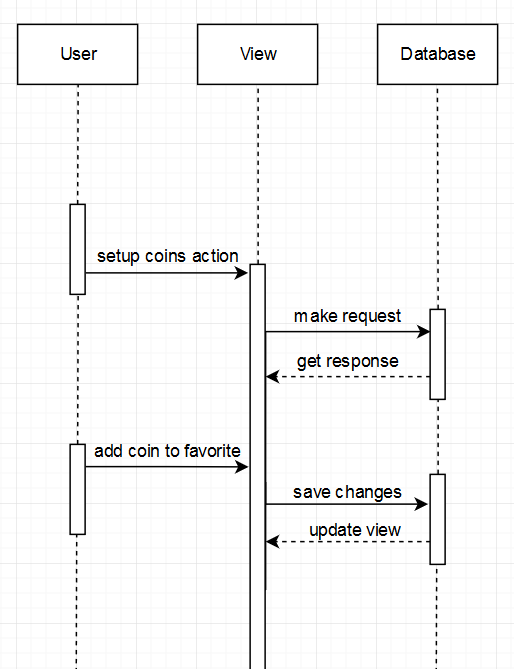 User
View
Database
setup coins action
make request
get response
add coin to favorite
save changes
update view